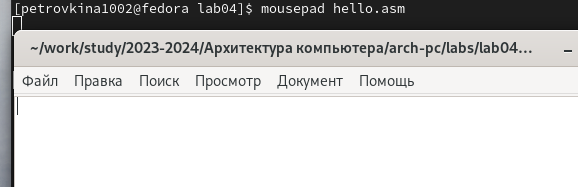 [petrovkina1002@fedora lab04]$ mousepad hello.asm
~/work/study/2023-2024/Архитектура компьютера/arch-pc/labs/lab04...
Файл Правка Поиск Просмотр Документ Помощь